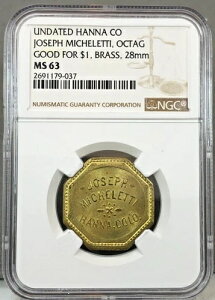 UNDATED HANNA CO
JOSEPH MICHELETTI, OCTAG
GOOD FOR $1, BRASS, 28mm
MS 63
2691179-037
NUMISMATIC GUARANTY CORPORATION
NGC
JOSEPH
MICHELETTI
HANNA-COLO.